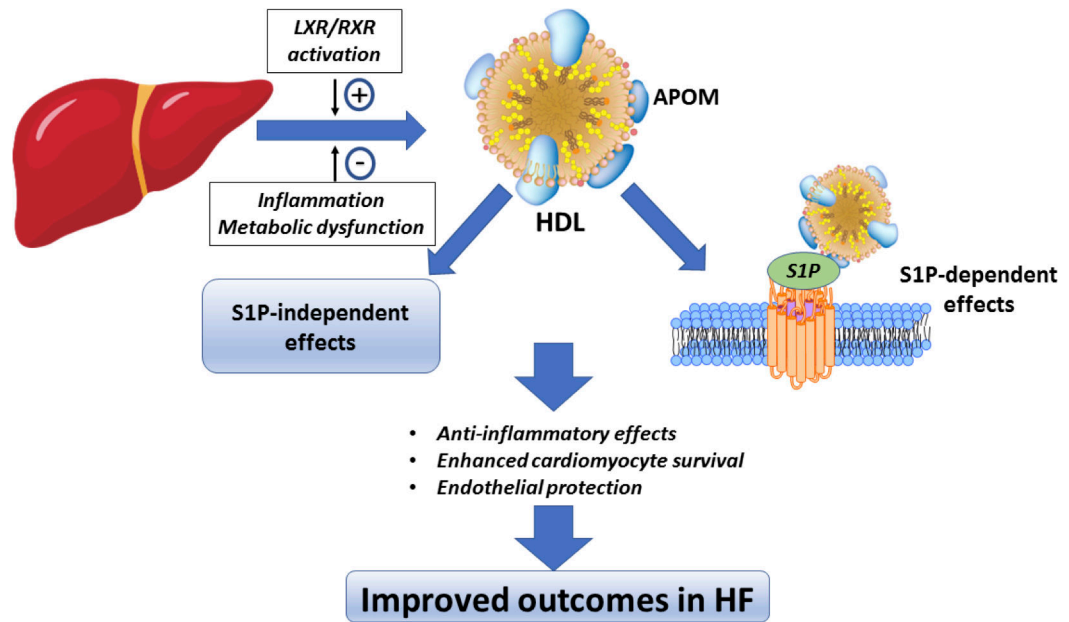 LXR/RXR
activation
+
-
Inflammation
Metabolic dysfunction
APOM
HDL
S1P
S1P-dependent
effects
S1P-independent
effects
• Anti-inflammatory effects
• Enhanced cardiomyocyte survival
• Endothelial protection
Improved outcomes in HF